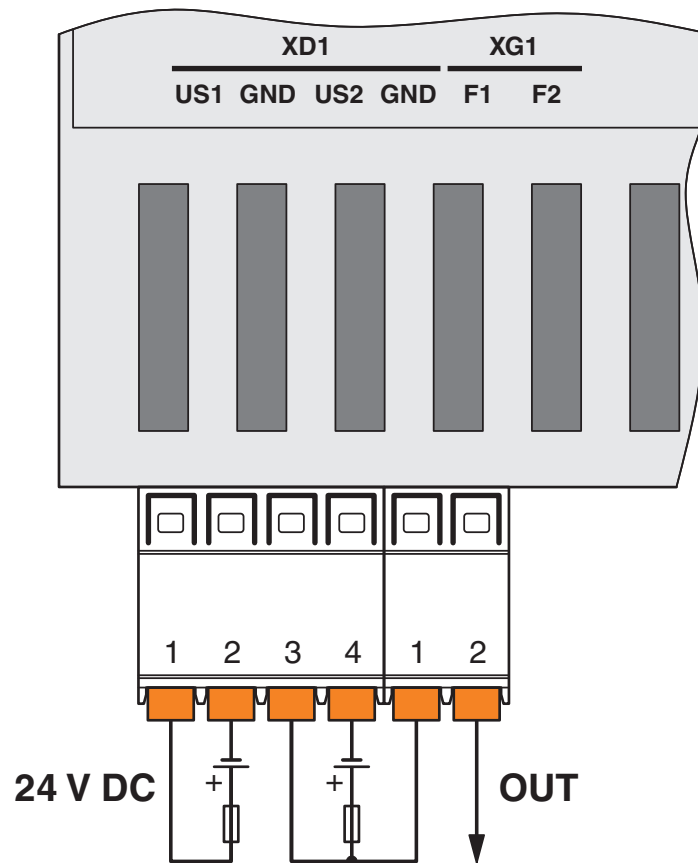 XD1 XG1
US1 GND US2 GND F1 F2
1 2 3 4 1 2
+ +
24 V DC OUT